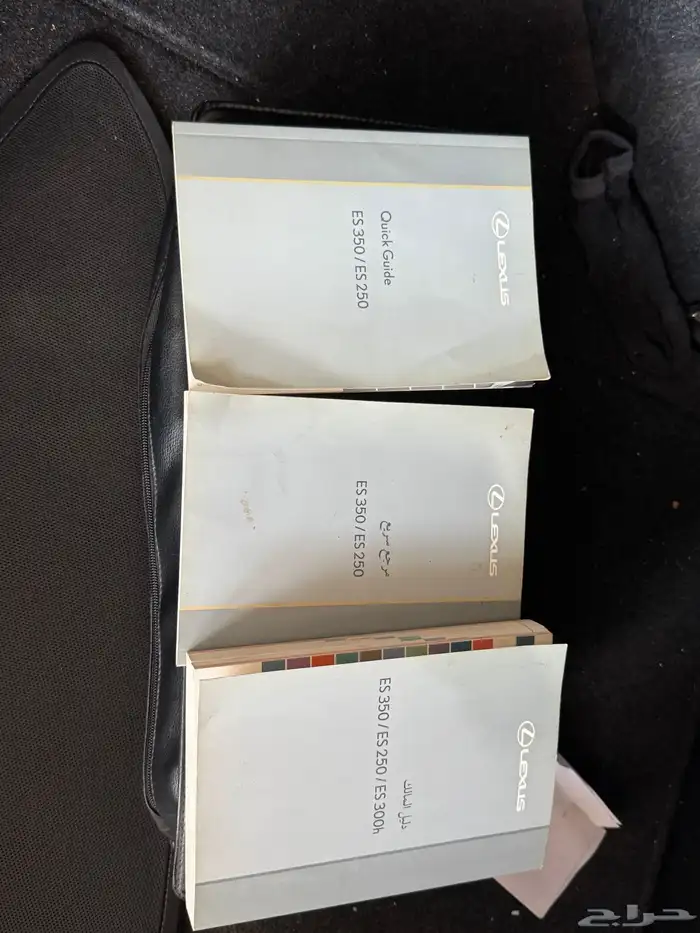 LEXUS
Quick Guide
ES 350 / ES 250
LEXUS
مرجع سريع
ES 350 / ES 250
LEXUS
دليل المالك
ES 350 / ES 250 / ES 300h
حراج